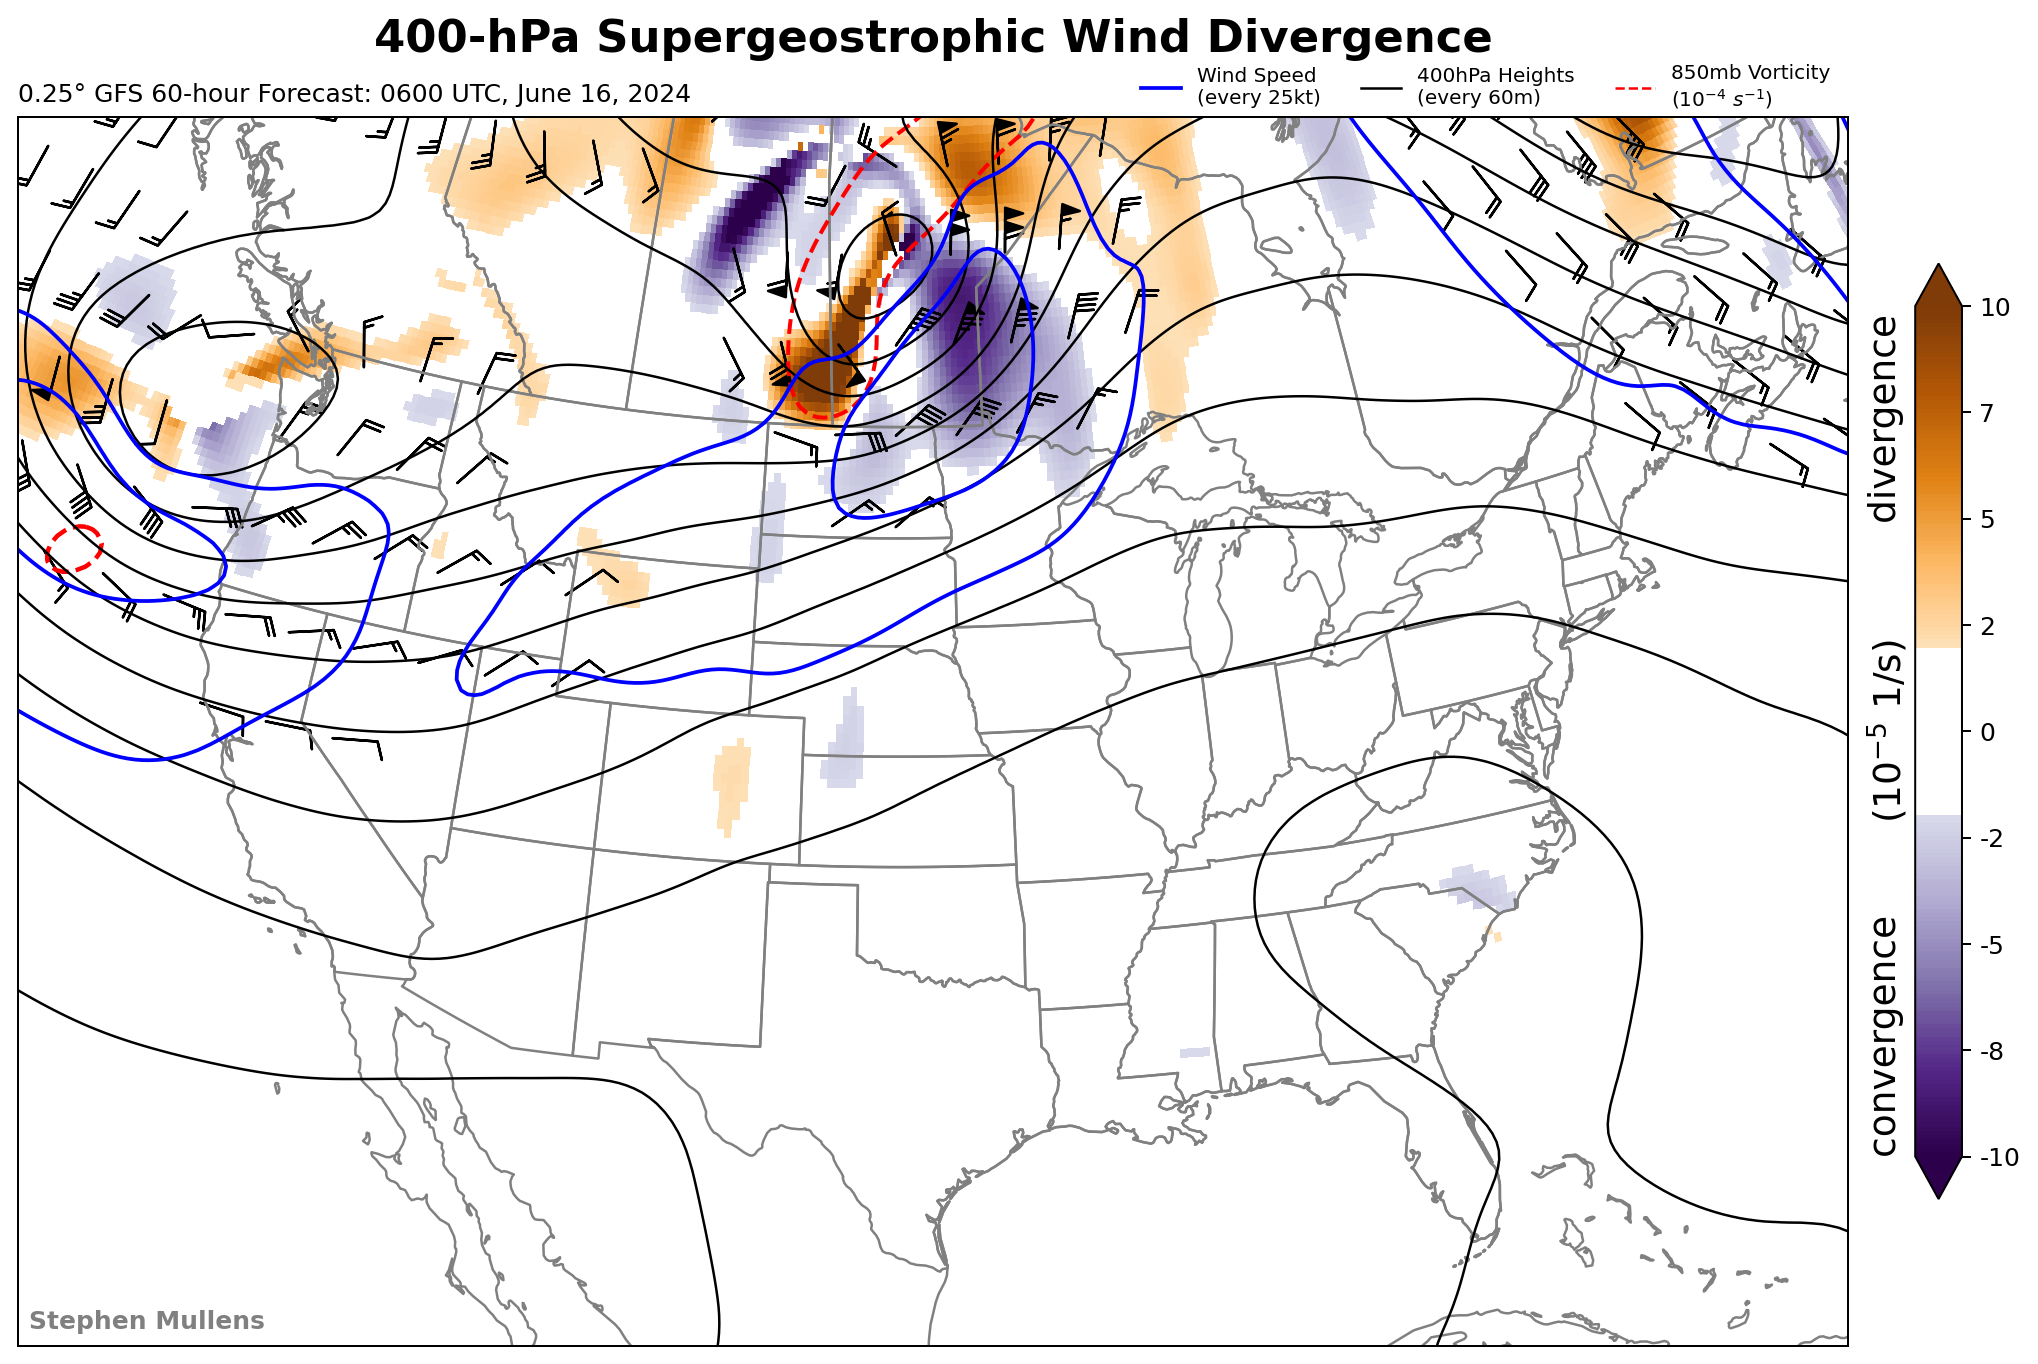 400-hPa Supergeostrophic Wind Divergence
0.25° GFS 60-hour Forecast: 0600 UTC, June 16, 2024
Wind Speed
(every 25kt)
400hPa Heights
(every 60m)
850mb Vorticity
(10⁻⁴ s⁻¹)
10
7
5
2
0
-2
-5
-8
-10
convergence (10⁻⁵ 1/s) divergence
Stephen Mullens